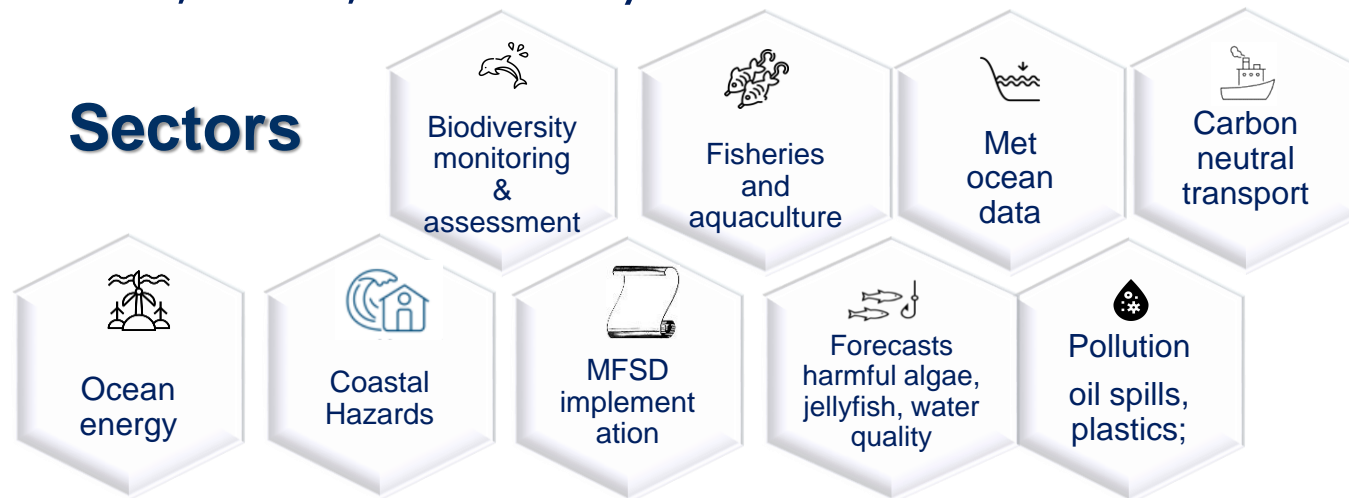 Sectors
Biodiversity
monitoring
&
assessment
Fisheries
and
aquaculture
Met
ocean
data
Carbon
neutral
transport
Ocean
energy
Coastal
Hazards
MFSD
implement
ation
Forecasts
harmful algae,
jellyfish, water
quality
Pollution
oil spills,
plastics;